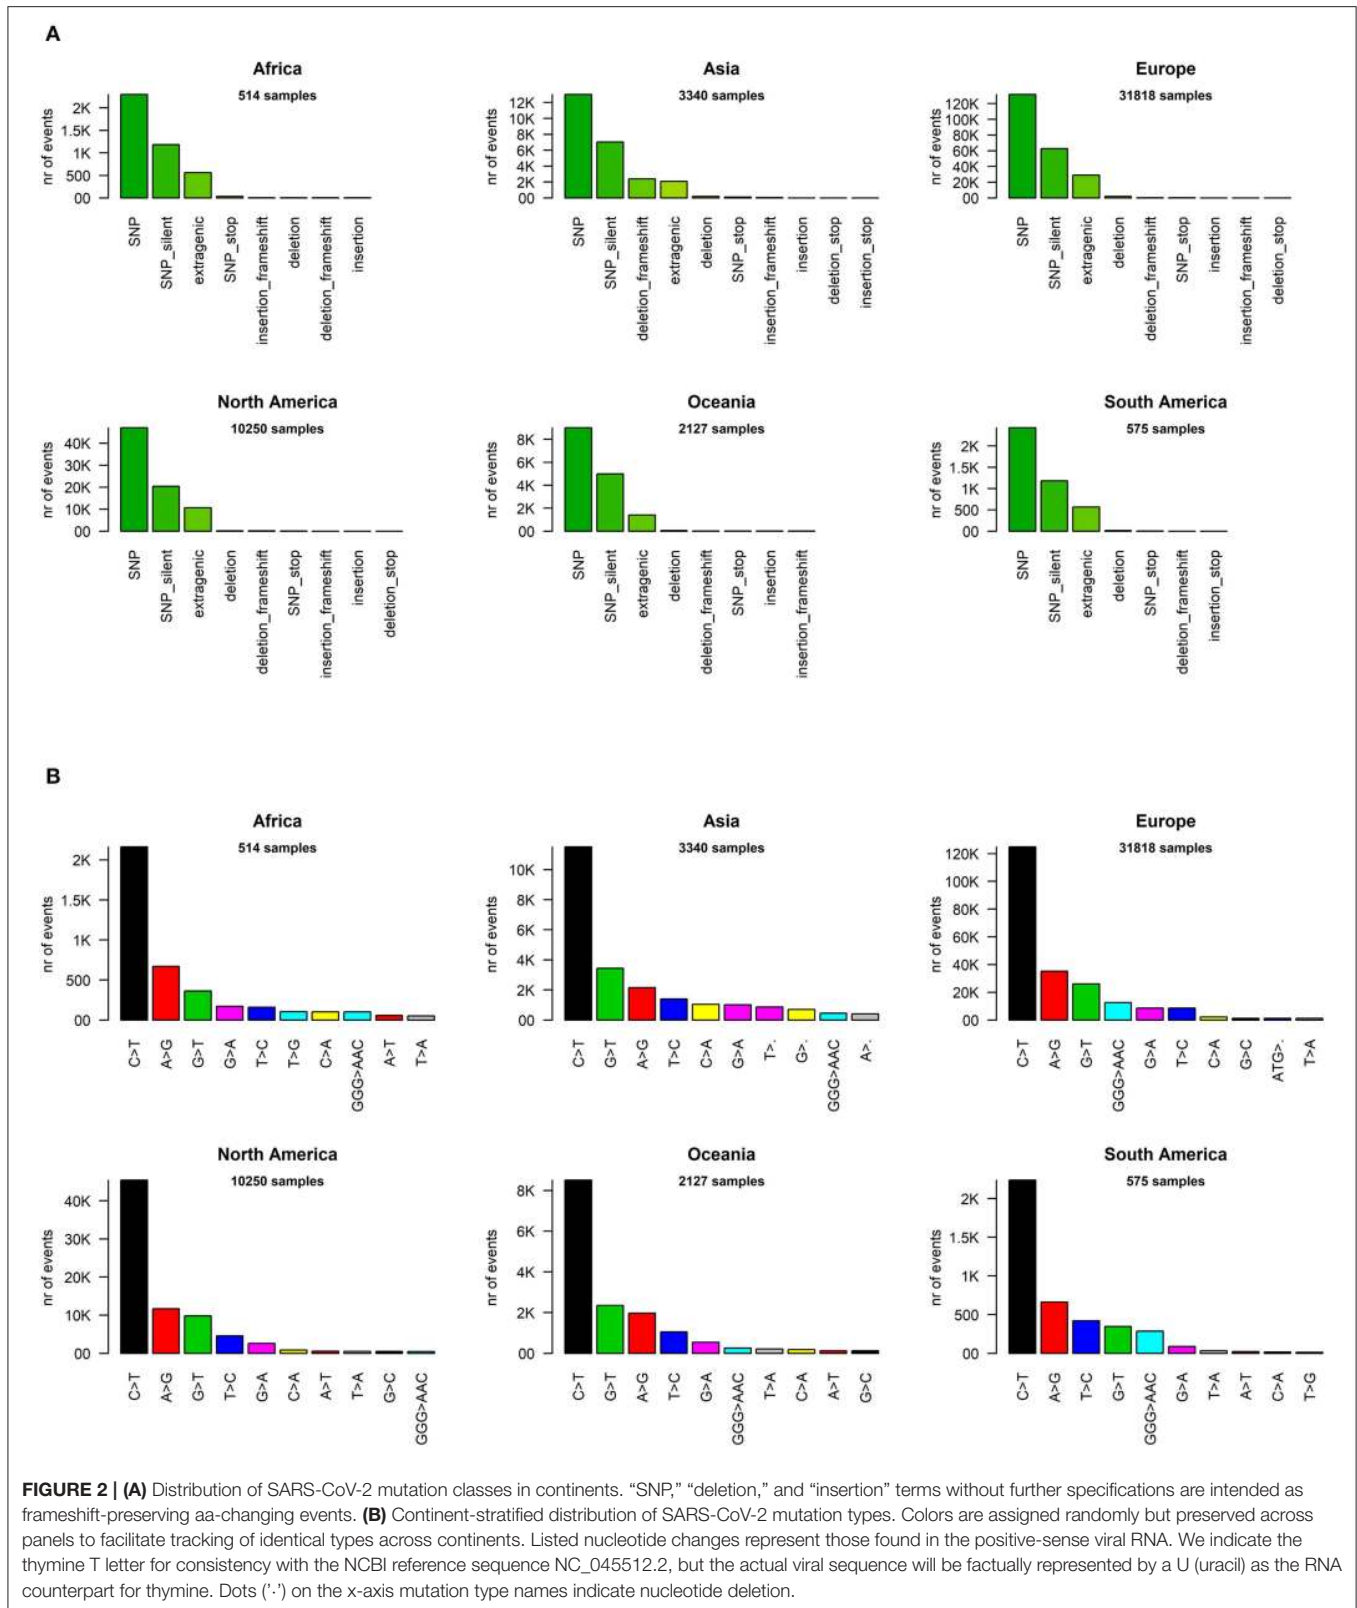 A
Africa
514 samples
nr of events
2K
1.5K
1K
500
00
SNP
SNP_silent
extragenic
SNP_stop
insertion_frameshift
deletion
deletion_frameshift
insertion
Asia
3340 samples
nr of events
12K
10K
8K
6K
4K
2K
00
SNP
SNP_silent
deletion_frameshift
extragenic
deletion
SNP_stop
insertion_frameshift
insertion
deletion_stop
insertion_stop
Europe
31818 samples
nr of events
120K
100K
80K
60K
40K
20K
00
SNP
SNP_silent
extragenic
deletion
deletion_frameshift
SNP_stop
insertion
insertion_frameshift
deletion_stop
North America
10250 samples
nr of events
40K
30K
20K
10K
00
SNP
SNP_silent
extragenic
deletion
deletion_frameshift
SNP_stop
insertion_frameshift
insertion
deletion_stop
Oceania
2127 samples
nr of events
8K
6K
4K
2K
00
SNP
SNP_silent
extragenic
deletion
deletion_frameshift
SNP_stop
insertion
insertion_frameshift
South America
575 samples
nr of events
2K
1.5K
1K
500
00
SNP
SNP_silent
extragenic
deletion
SNP_stop
deletion_frameshift
insertion_stop
B
Africa
514 samples
nr of events
2K
1.5K
1K
500
00
C>T
A>G
G>T
G>A
T>C
T>G
C>A
GGG>AAC
A>T
T>A
Asia
3340 samples
nr of events
10K
8K
6K
4K
2K
00
C>T
G>T
A>G
T>C
C>A
G>A
T>.
G>.
GGG>AAC
A>.
Europe
31818 samples
nr of events
120K
100K
80K
60K
40K
20K
00
C>T
A>G
G>T
GGG>AAC
G>A
T>C
C>A
G>C
ATG>.
T>A
North America
10250 samples
nr of events
40K
30K
20K
10K
00
C>T
A>G
G>T
T>C
G>A
C>A
A>T
T>A
G>C
GGG>AAC
Oceania
2127 samples
nr of events
8K
6K
4K
2K
00
C>T
G>T
A>G
T>C
G>A
GGG>AAC
T>A
C>A
A>T
G>C
South America
575 samples
nr of events
2K
1.5K
1K
500
00
C>T
A>G
T>C
G>T
GGG>AAC
G>A
T>A
A>T
C>A
T>G
FIGURE 2 | (A) Distribution of SARS-CoV-2 mutation classes in continents. “SNP,” “deletion,” and “insertion” terms without further specifications are intended as
frameshift-preserving aa-changing events. (B) Continent-stratified distribution of SARS-CoV-2 mutation types. Colors are assigned randomly but preserved across
panels to facilitate tracking of identical types across continents. Listed nucleotide changes represent those found in the positive-sense viral RNA. We indicate the
thymine T letter for consistency with the NCBI reference sequence NC_045512.2, but the actual viral sequence will be factually represented by a U (uracil) as the RNA
counterpart for thymine. Dots (’·’) on the x-axis mutation type names indicate nucleotide deletion.